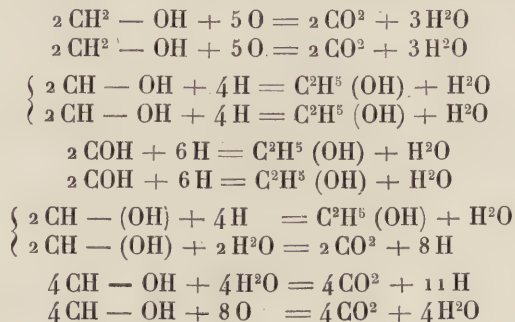 2 CH² — OH + 5 O = 2 CO² + 3 H²O
2 CH² — OH + 5 O = 2 CO² + 3 H²O
{ 2 CH — OH + 4 H = C²H⁵ (OH) + H²O
2 CH — OH + 4 H = C²H⁵ (OH) + H²O
2 COH + 6 H = C²H⁵ (OH) + H²O
2 COH + 6 H = C²H⁵ (OH) + H²O
{ 2 CH — (OH) + 4 H = C²H⁵ (OH) + H²O
2 CH — (OH) + 2 H²O = 2 CO² + 8 H
4 CH — OH + 4 H²O = 4 CO² + 11 H
4 CH — OH + 8 O = 4 CO² + 4 H²O